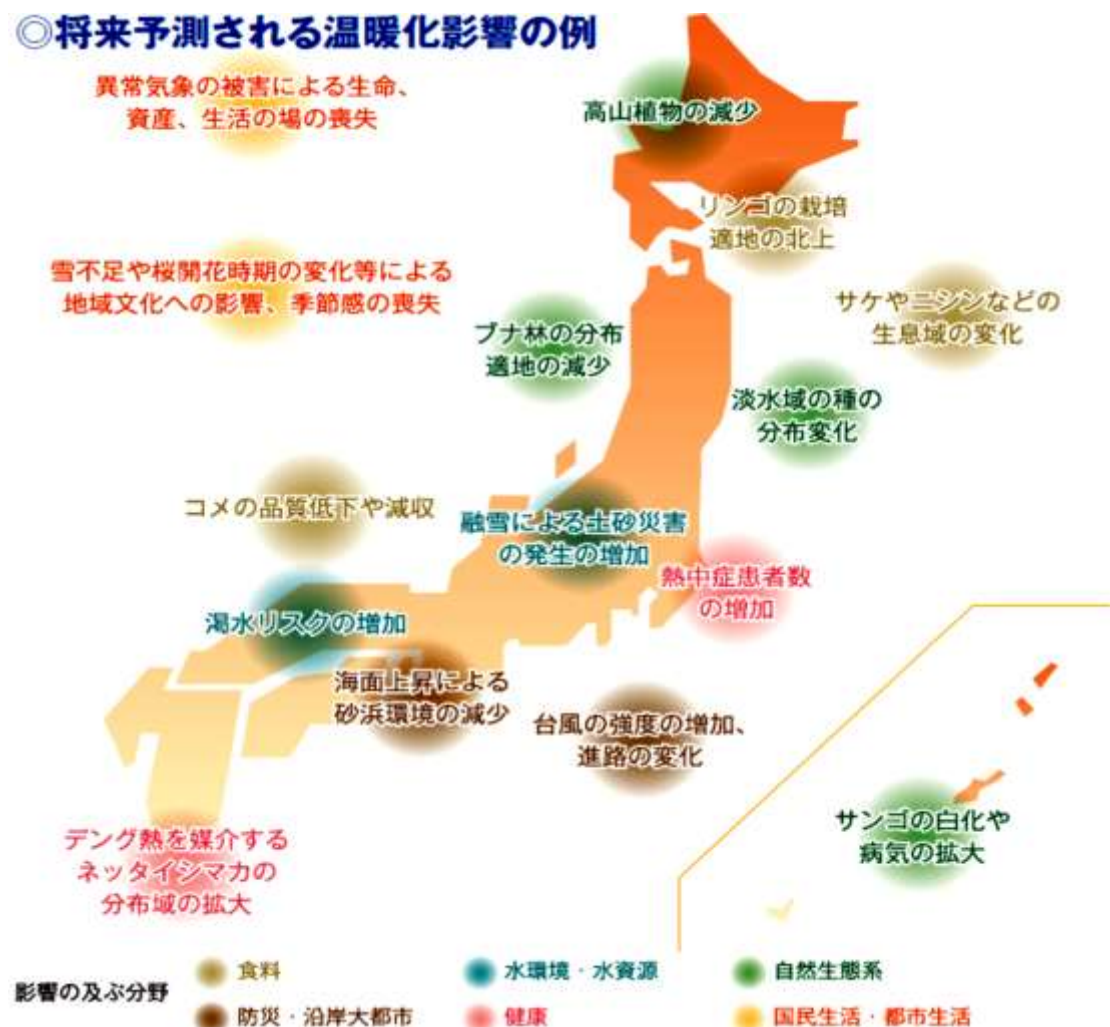 ◎将来予測される温暖化影響の例
異常気象の被害による生命、
資産、生活の場の喪失
高山植物の減少
リンゴの栽培
適地の北上
雪不足や桜開花時期の変化等による
地域文化への影響、季節感の喪失
サケやニシンなどの
生息域の変化
ブナ林の分布
適地の減少
淡水域の種の
分布変化
コメの品質低下や減収
融雪による土砂災害
の発生の増加
熱中症患者数
の増加
渇水リスクの増加
海面上昇による
砂浜環境の減少
台風の強度の増加、
進路の変化
サンゴの白化や
病気の拡大
デング熱を媒介する
ネッタイシマカの
分布域の拡大
影響の及ぶ分野
食料
水環境・水資源
自然生態系
防災・沿岸大都市
健康
国民生活・都市生活